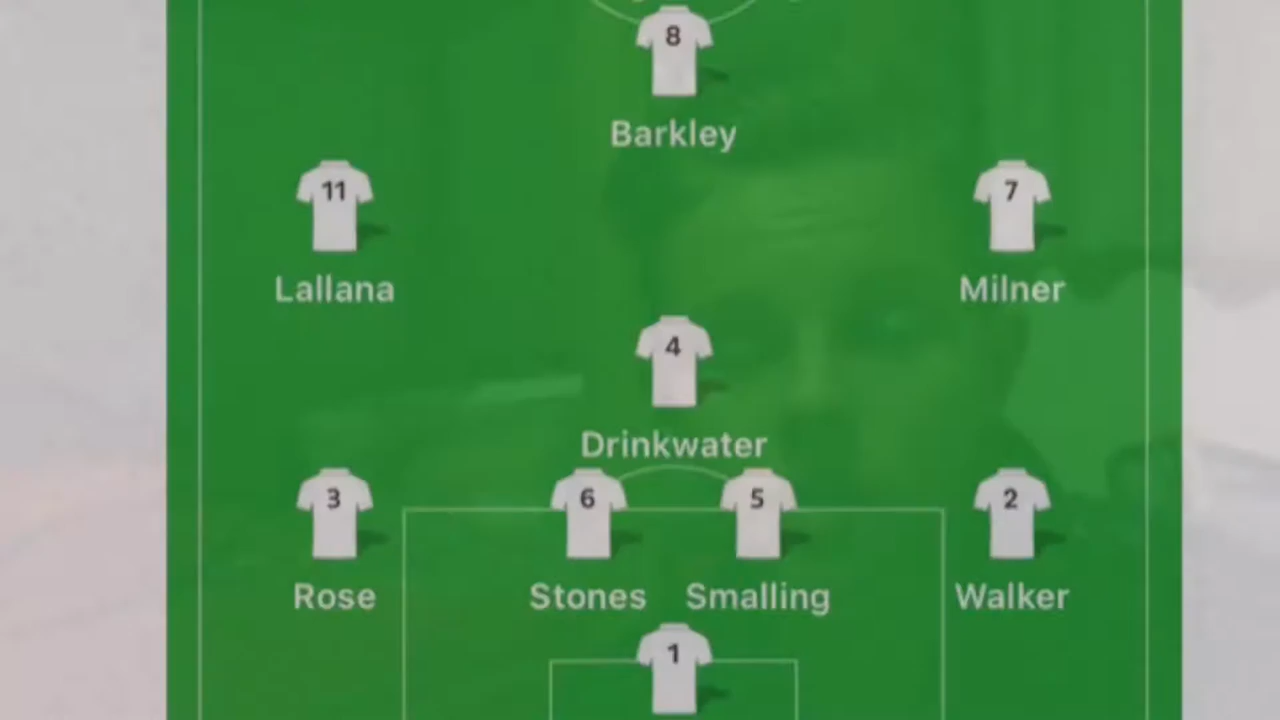 8
Barkley
11
7
Lallana
Milner
4
Drinkwater
3
6
5
2
Rose
Stones
Smalling
Walker
1